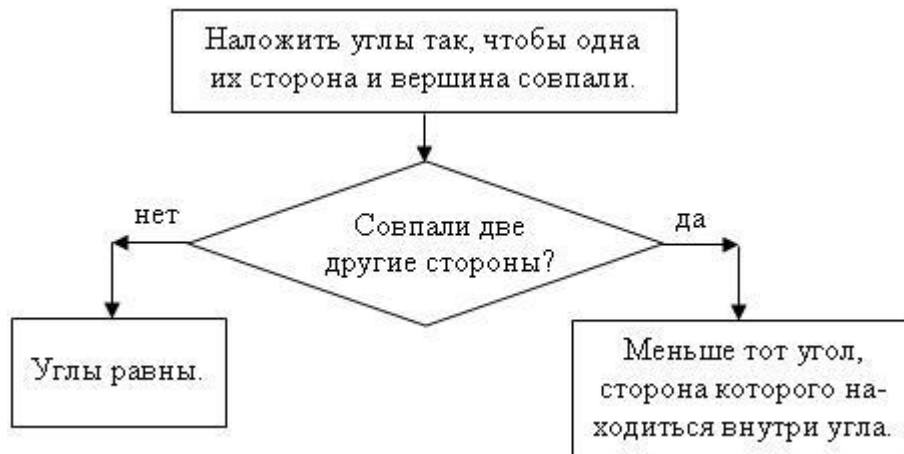 Наложить углы так, чтобы одна
их сторона и вершина совпали.
нет
Совпали две
другие стороны?
да
Углы равны.
Меньше тот угол,
сторона которого на-
ходиться внутри угла.